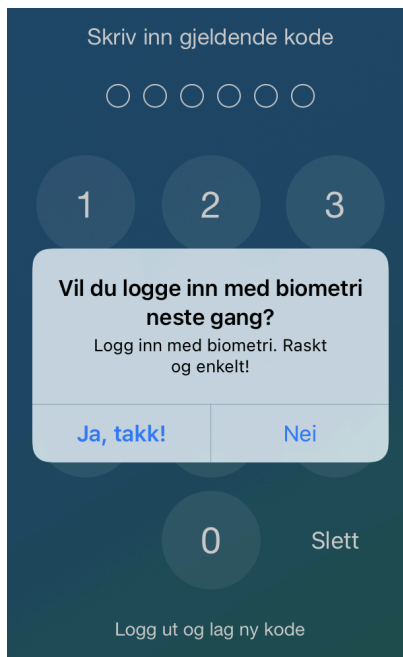 Skriv inn gjeldende kode
1 2 3
Vil du logge inn med biometri
neste gang?
Logg inn med biometri. Raskt
og enkelt!
Ja, takk! Nei
0 Slett
Logg ut og lag ny kode